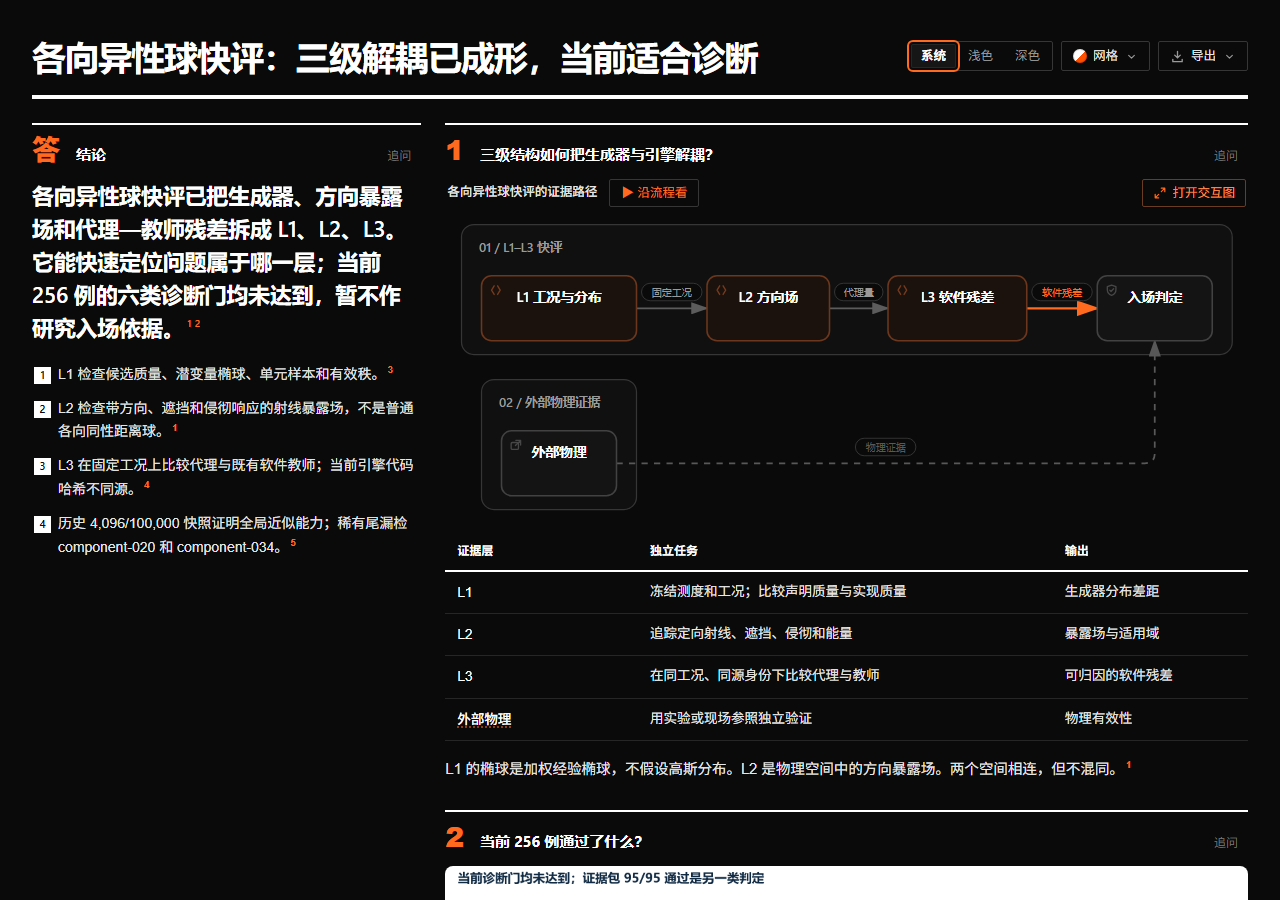 各向异性球快评：三级解耦已成形，当前适合诊断
系统
浅色
深色
网格
导出
答 结论
追问
各向异性球快评已把生成器、方向暴露
场和代理—教师残差拆成 L1、L2、L3。
它能快速定位问题属于哪一层；当前
256 例的六类诊断门均未达到，暂不作
研究入场依据。 1 2
1 L1 检查候选质量、潜变量椭球、单元样本和有效秩。 3
2 L2 检查带方向、遮挡和侵彻响应的射线暴露场，不是普通
各向同性距离球。 1
3 L3 在固定工况上比较代理与既有软件教师；当前引擎代码
哈希不同源。 4
4 历史 4,096/100,000 快照证明全局近似能力；稀有尾漏检
component-020 和 component-034。 5
1 三级结构如何把生成器与引擎解耦?
追问
各向异性球快评的证据路径
沿流程看
打开交互图
01 / L1–L3 快评
L1 工况与分布
固定工况
L2 方向场
代理量
L3 软件残差
软件残差
入场判定
02 / 外部物理证据
外部物理
物理证据
证据层 独立任务 输出
L1 冻结测度和工况；比较声明质量与实现质量 生成器分布差距
L2 追踪定向射线、遮挡、侵彻和能量 暴露场与适用域
L3 在同工况、同源身份下比较代理与教师 可归因的软件残差
外部物理 用实验或现场参照独立验证 物理有效性
L1 的椭球是加权经验椭球，不假设高斯分布。L2 是物理空间中的方向暴露场。两个空间相连，但不混同。 1
2 当前 256 例通过了什么?
追问
当前诊断门均未达到；证据包 95/95 通过是另一类判定